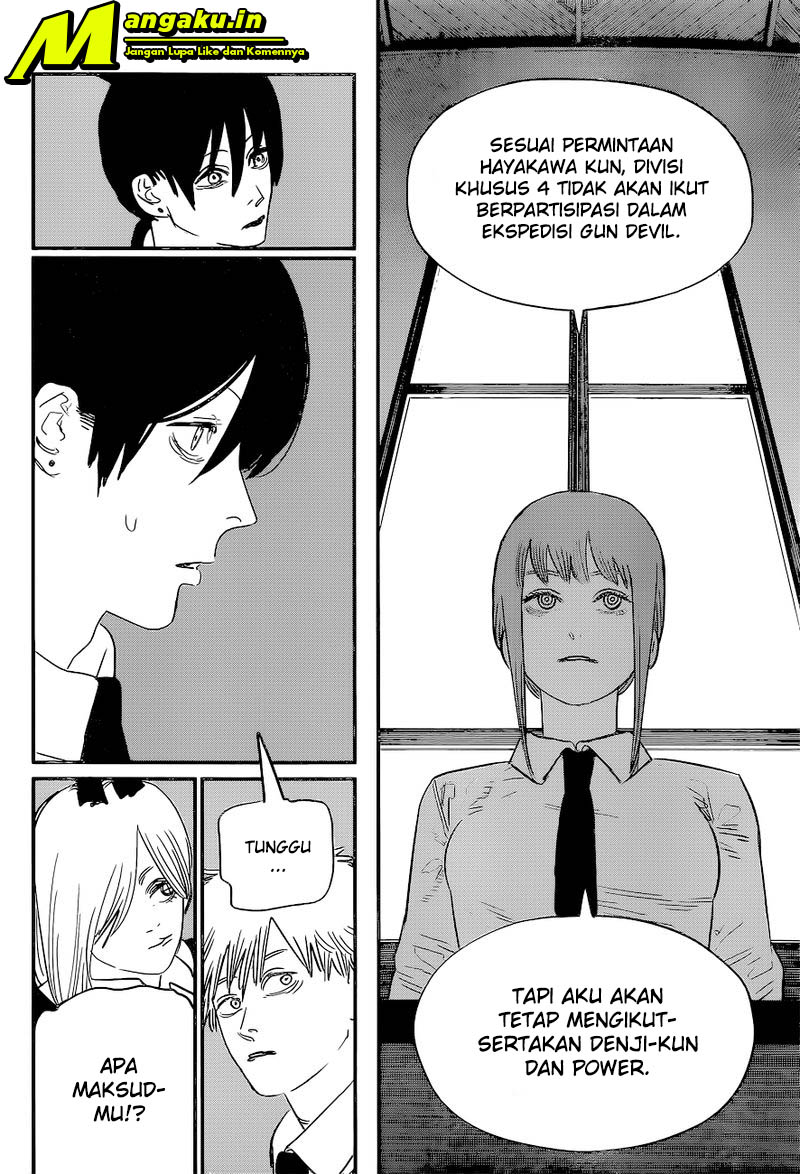 Mangaku.in
Jangan Lupa Like dan Komennya
SESUAI PERMINTAAN
HAYAKAWA KUN, DIVISI
KHUSUS 4 TIDAK AKAN IKUT
BERPARTISIPASI DALAM
EKSPEDISI GUN DEVIL.
TAPI AKU AKAN
TETAP MENGIKUT-
SERTAKAN DENJI-KUN
DAN POWER.
TUNGGU
...
APA
MAKSUD-
MU!?